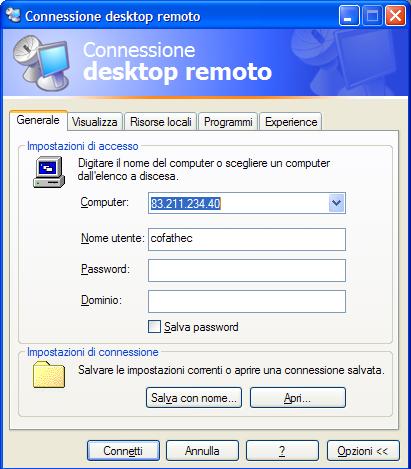 Connessione desktop remoto
Connessione
desktop remoto
Generale Visualizza Risorse locali Programmi Experience
Impostazioni di accesso
Digitare il nome del computer o scegliere un computer
dall'elenco a discesa.
Computer: 83.211.234.40
Nome utente: cofathec
Password:
Dominio:
Salva password
Impostazioni di connessione
Salvare le impostazioni correnti o aprire una connessione salvata.
Salva con nome... Apri...
Connetti Annulla ? Opzioni <<